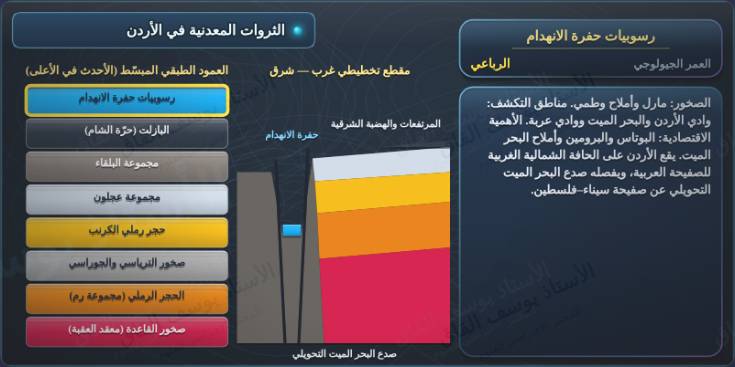 الثروات المعدنية في الأردن
رسوبيات حفرة الانهدام
العمر الجيولوجي
الرباعي
الصخور: مارل وأملاح وطمي. مناطق التكشف:
وادي الأردن والبحر الميت ووادي عربة. الأهمية
الاقتصادية: البوتاس والبرومين وأملاح البحر
الميت. يقع الأردن على الحافة الشمالية الغربية
للصفيحة العربية، ويفصله صدع البحر الميت
التحويلي عن صفيحة سيناء–فلسطين.
مقطع تخطيطي غرب — شرق
المرتفعات والهضبة الشرقية
حفرة الانهدام
صدع البحر الميت التحويلي
العمود الطبقي المبسّط (الأحدث في الأعلى)
رسوبيات حفرة الانهدام
البازلت (حرّة الشام)
مجموعة البلقاء
مجموعة عجلون
حجر رملي الكرنب
صخور الترياسي والجوراسي
الحجر الرملي (مجموعة رم)
صخور القاعدة (معقد العقبة)
الأستاذ يوسف